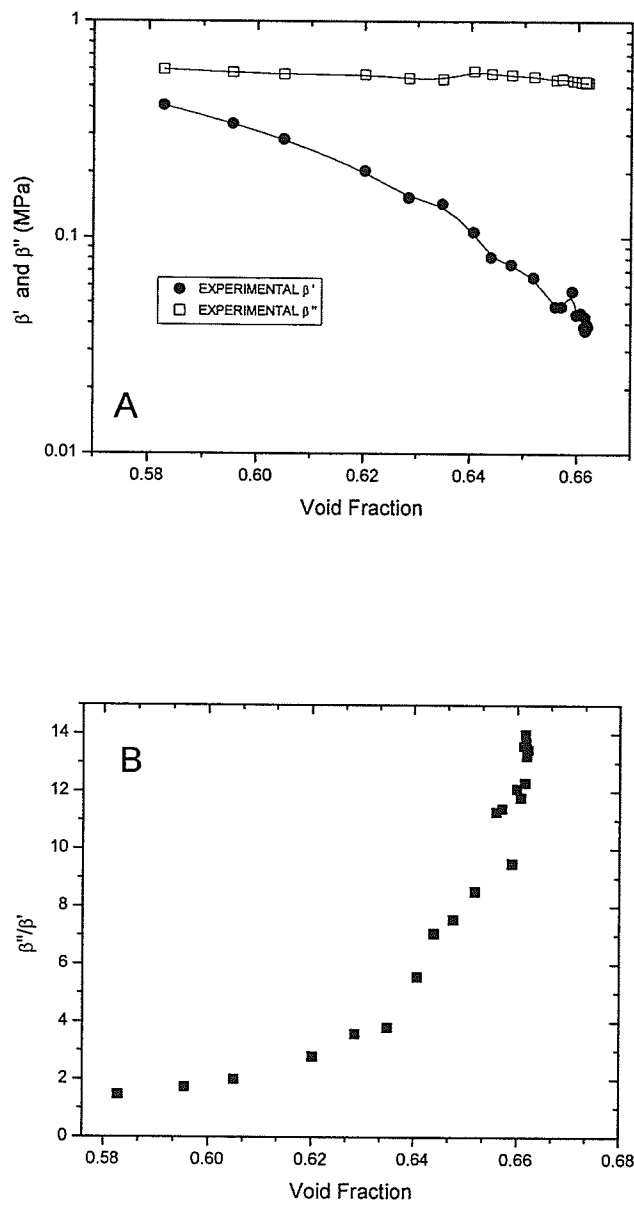 1
0.1
0.01
β' and β" (MPa)
EXPERIMENTAL β'
EXPERIMENTAL β"
A
0.58 0.60 0.62 0.64 0.66
Void Fraction
14
12
10
8
6
4
2
0
β"/β'
B
0.58 0.60 0.62 0.64 0.66 0.68
Void Fraction